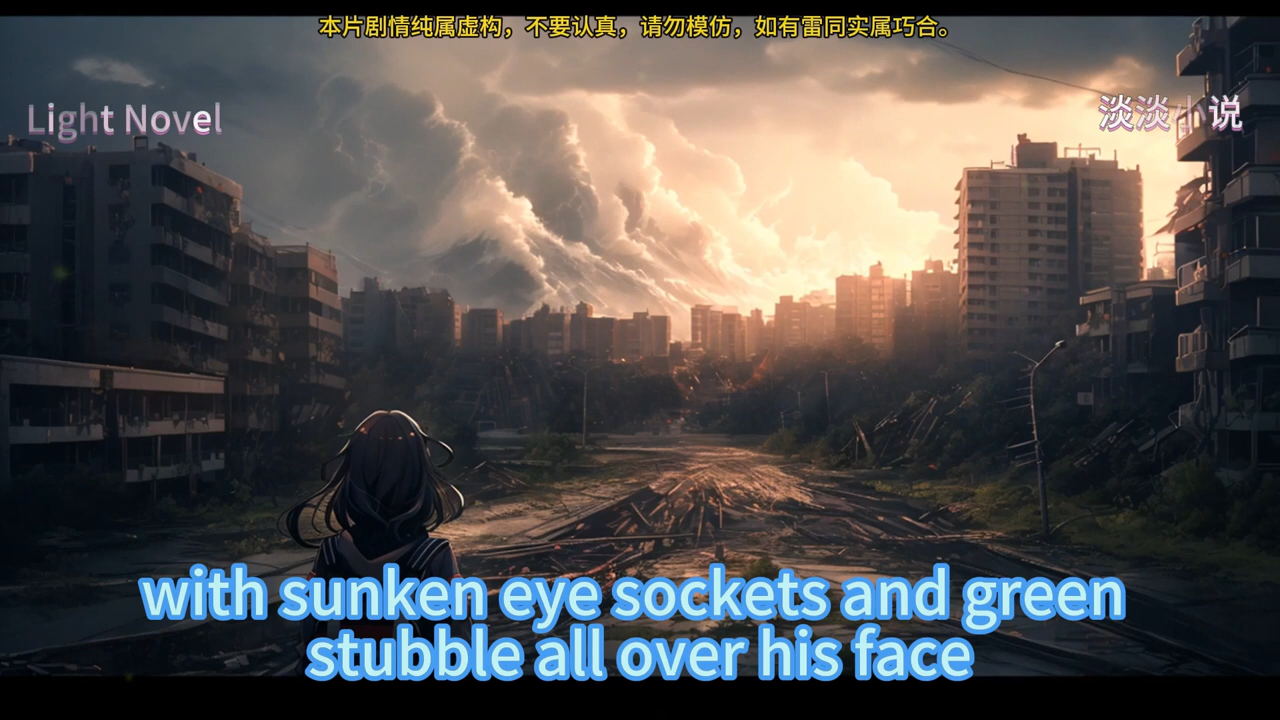 本片剧情纯属虚构，不要认真，请勿模仿，如有雷同实属巧合。
Light Novel
淡淡小说
with sunken eye sockets and green
stubble all over his face